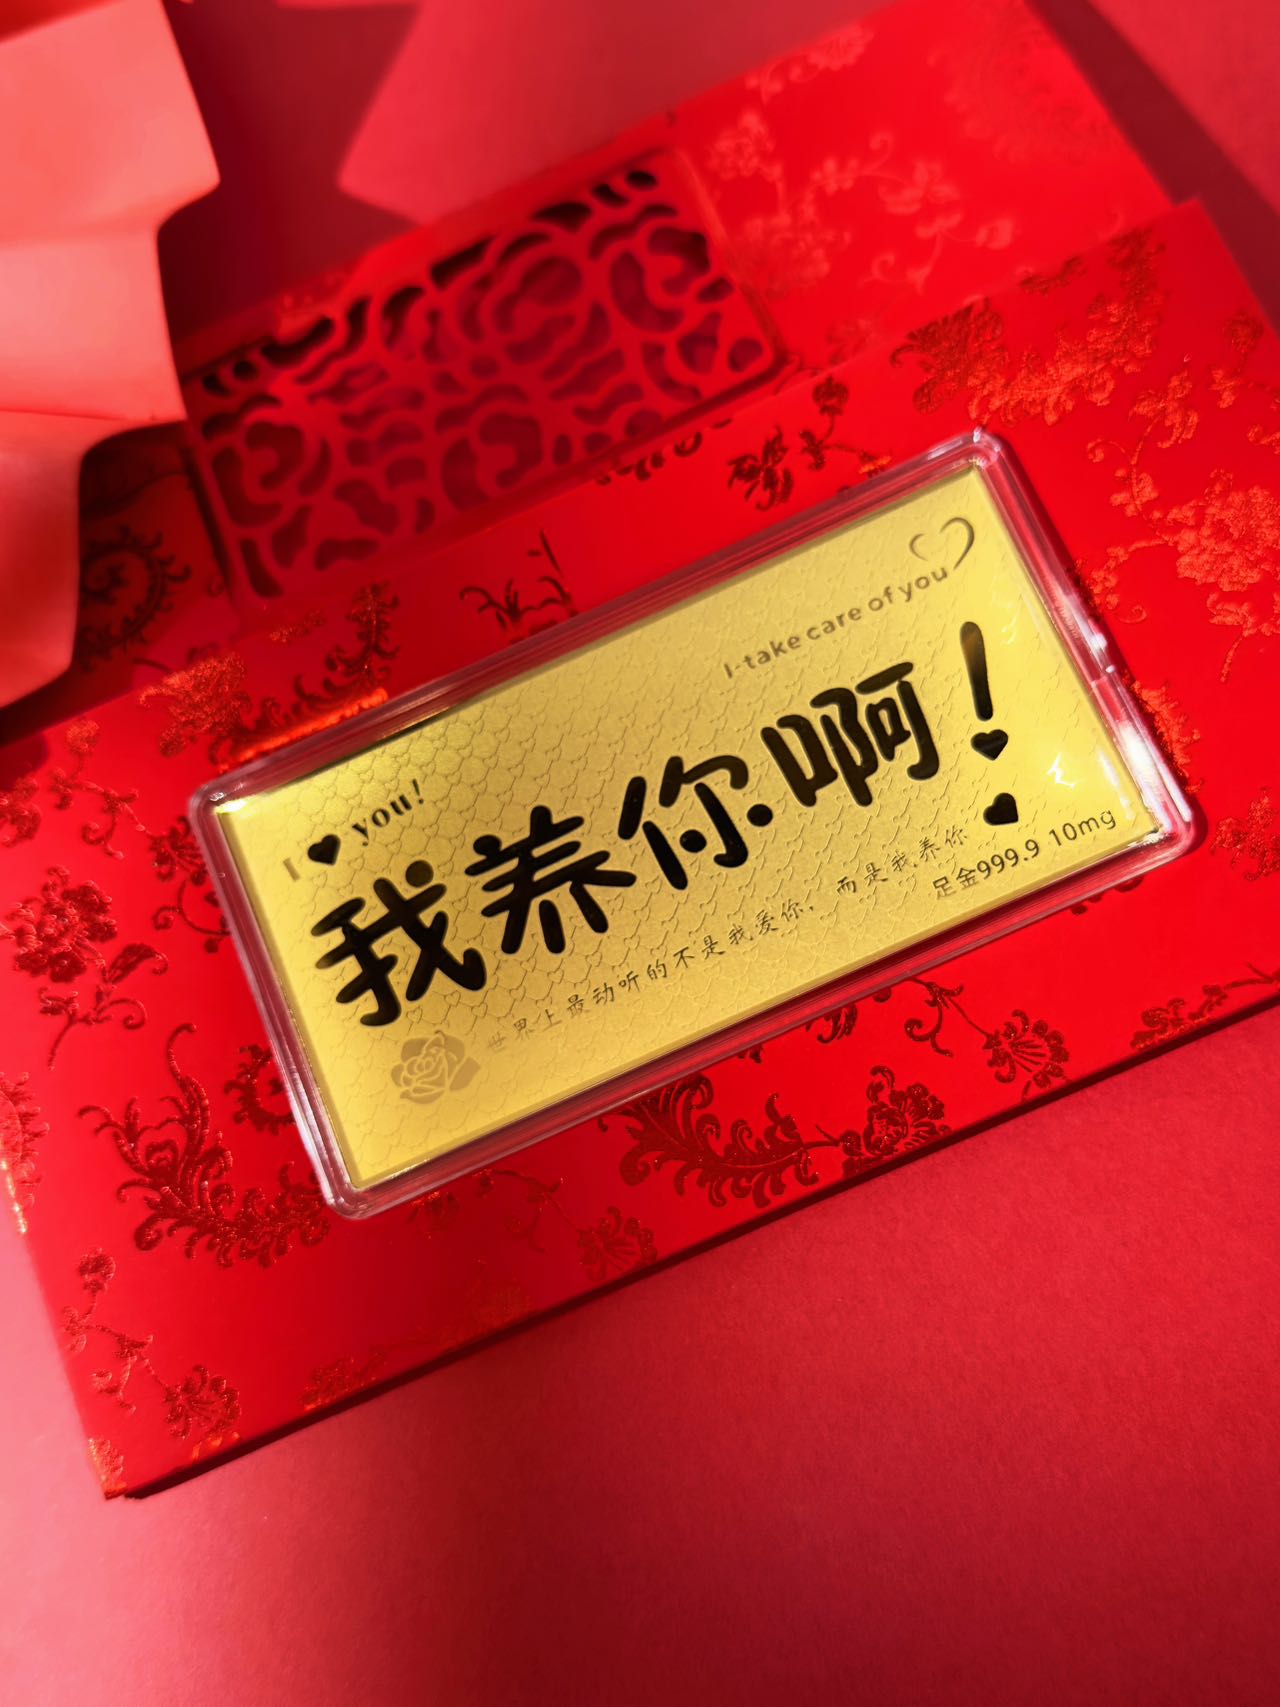 I ♥ you!
I take care of you
我养你啊!
世界上最动听的不是我爱你，而是我养你
足金999.9 10mg